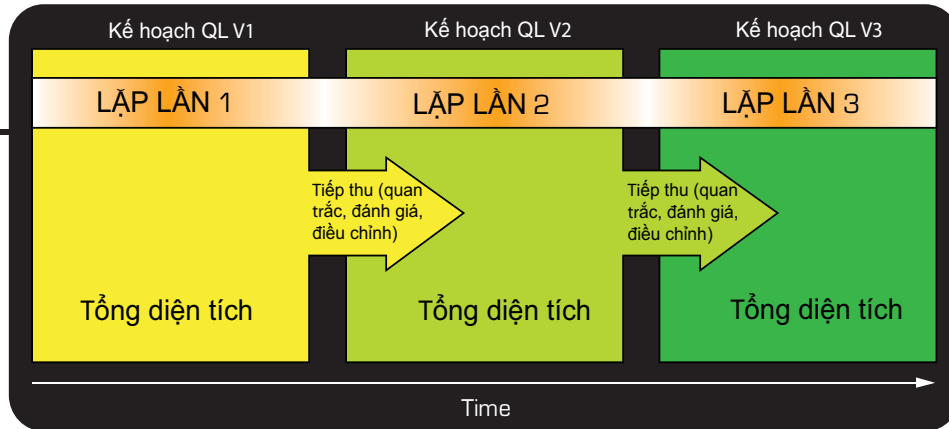 Kế hoạch QL V1
Kế hoạch QL V2
Kế hoạch QL V3
LẶP LẦN 1
LẶP LẦN 2
LẶP LẦN 3
Tiếp thu (quan
trắc, đánh giá,
điều chỉnh)
Tiếp thu (quan
trắc, đánh giá,
điều chỉnh)
Tổng diện tích
Tổng diện tích
Tổng diện tích
Time